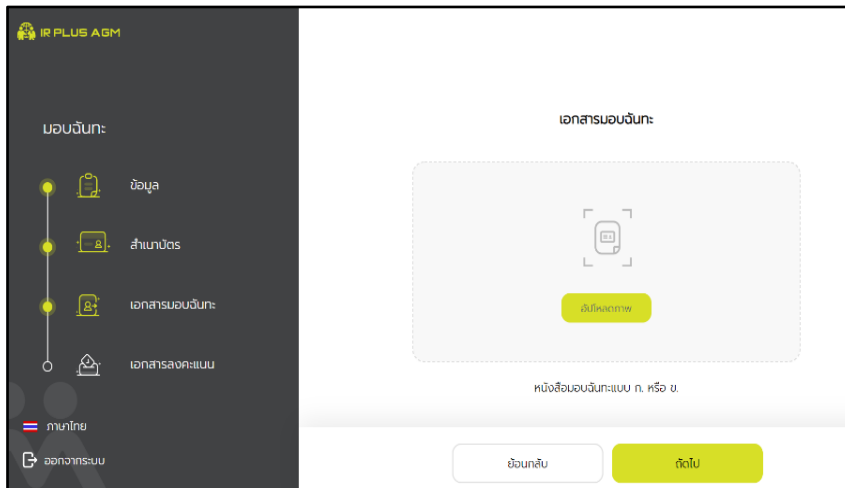 IR PLUS AGM
มอบฉันทะ
ข้อมูล
สำเนาบัตร
เอกสารมอบฉันทะ
เอกสารลงคะแนน
ภาษาไทย
ออกจากระบบ
เอกสารมอบฉันทะ
อัปโหลดภาพ
หนังสือมอบฉันทะแบบ ก. หรือ ข.
ย้อนกลับ
ถัดไป